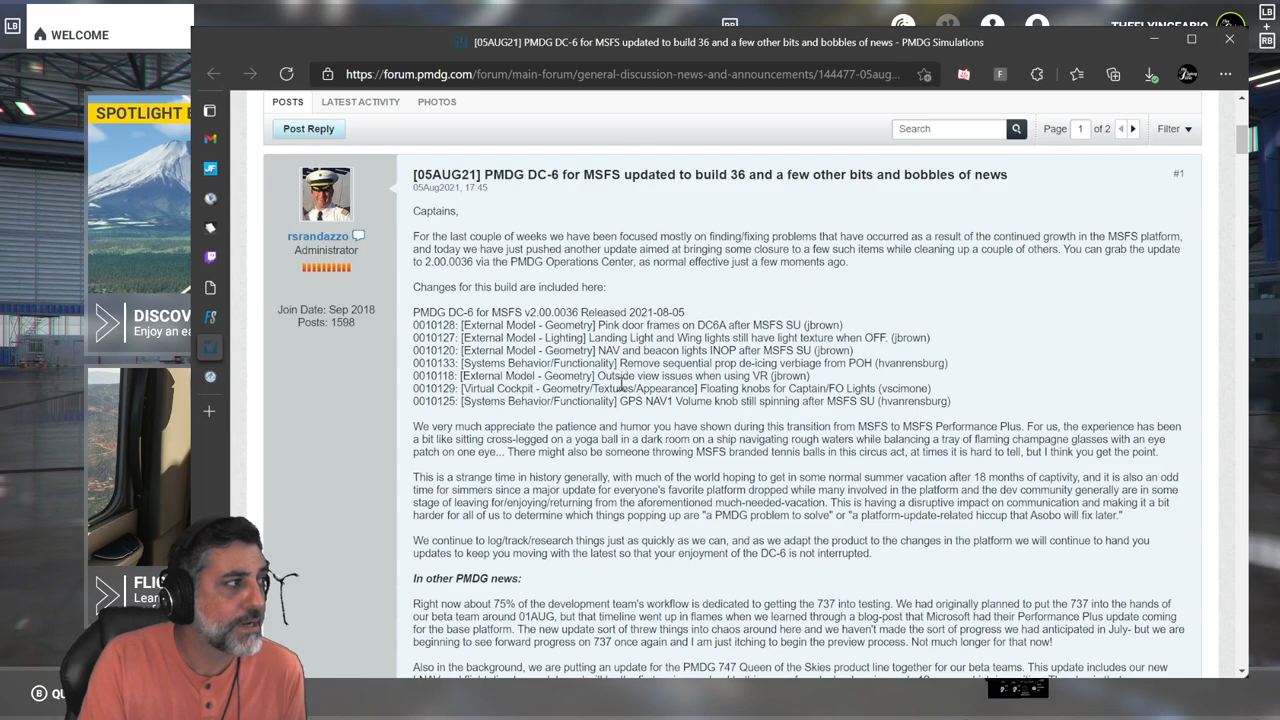 LB
WELCOME
LB
+
RB
RB
[05AUG21] PMDG DC-6 for MSFS updated to build 36 and a few other bits and bobbles of news - PMDG Simulations
https://forum.pmdg.com/forum/main-forum/general-discussion-news-and-announcements/144477-05aug...
SPOTLIGHT
POSTS
LATEST ACTIVITY
PHOTOS
Post Reply
Search
Page 1 of 2
Filter
[05AUG21] PMDG DC-6 for MSFS updated to build 36 and a few other bits and bobbles of news
#1
05Aug2021, 17:45
rsrandazzo
Administrator
Join Date: Sep 2018
Posts: 1598
Captains,
For the last couple of weeks we have been focused mostly on finding/fixing problems that have occurred as a result of the continued growth in the MSFS platform,
and today we have just pushed another update aimed at bringing some closure to a few such items while cleaning up a couple of others. You can grab the update
to 2.00.0036 via the PMDG Operations Center, as normal effective just a few moments ago.
Changes for this build are included here:
PMDG DC-6 for MSFS v2.00.0036 Released 2021-08-05
0010128: [External Model - Geometry] Pink door frames on DC6A after MSFS SU (jbrown)
0010127: [External Model - Lighting] Landing Light and Wing lights still have light texture when OFF. (jbrown)
0010120: [External Model - Geometry] NAV and beacon lights INOP after MSFS SU (jbrown)
0010133: [Systems Behavior/Functionality] Remove sequential prop de-icing verbiage from POH (hvanrensburg)
0010118: [External Model - Geometry] Outside view issues when using VR (jbrown)
0010129: [Virtual Cockpit - Geometry/Textures/Appearance] Floating knobs for Captain/FO Lights (vscimone)
0010125: [Systems Behavior/Functionality] GPS NAV1 Volume knob still spinning after MSFS SU (hvanrensburg)
We very much appreciate the patience and humor you have shown during this transition from MSFS to MSFS Performance Plus. For us, the experience has been
a bit like sitting cross-legged on a yoga ball in a dark room on a ship navigating rough waters while balancing a tray of flaming champagne glasses with an eye
patch on one eye... There might also be someone throwing MSFS branded tennis balls in this circus act, at times it is hard to tell, but I think you get the point.
This is a strange time in history generally, with much of the world hoping to get in some normal summer vacation after 18 months of captivity, and it is also an odd
time for simmers since a major update for everyone's favorite platform dropped while many involved in the platform and the dev community generally are in some
stage of leaving for/enjoying/returning from the aforementioned much-needed-vacation. This is having a disruptive impact on communication and making it a bit
harder for all of us to determine which things popping up are "a PMDG problem to solve" or "a platform-update-related hiccup that Asobo will fix later."
We continue to log/track/research things just as quickly as we can, and as we adapt the product to the changes in the platform we will continue to hand you
updates to keep you moving with the latest so that your enjoyment of the DC-6 is not interrupted.
In other PMDG news:
Right now about 75% of the development team's workflow is dedicated to getting the 737 into testing. We had originally planned to put the 737 into the hands of
our beta team around 01AUG, but that timeline went up in flames when we learned through a blog-post that Microsoft had their Performance Plus update coming
for the base platform. The new update sort of threw things into chaos around here and we haven't made the sort of progress we had anticipated in July- but we are
beginning to see forward progress on 737 once again and I am just itching to begin the preview process. Not much longer for that now!
Also in the background, we are putting an update for the PMDG 747 Queen of the Skies product line together for our beta teams. This update includes our new
DISCO
Enjoy an ea
FLIG
B